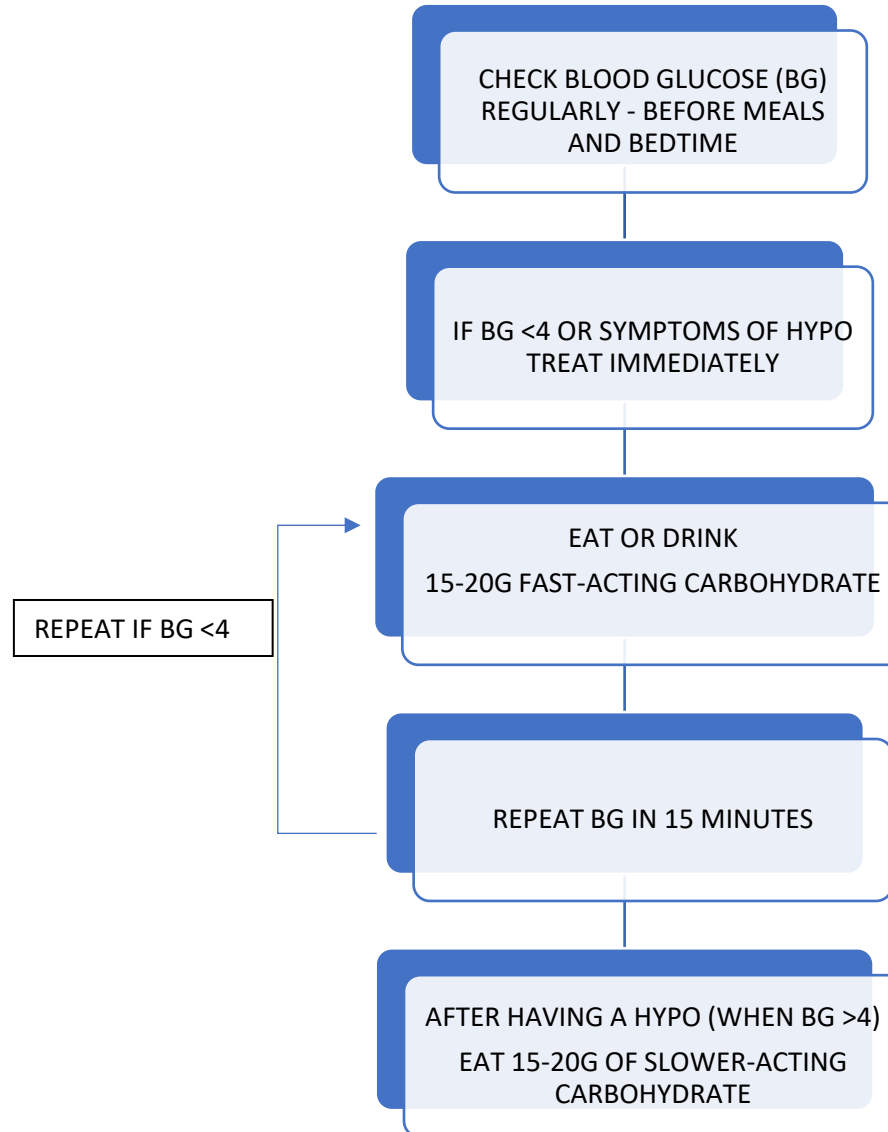 CHECK BLOOD GLUCOSE (BG)
REGULARLY - BEFORE MEALS
AND BEDTIME
IF BG <4 OR SYMPTOMS OF HYPO
TREAT IMMEDIATELY
EAT OR DRINK
15-20G FAST-ACTING CARBOHYDRATE
REPEAT IF BG <4
REPEAT BG IN 15 MINUTES
AFTER HAVING A HYPO (WHEN BG >4)
EAT 15-20G OF SLOWER-ACTING
CARBOHYDRATE